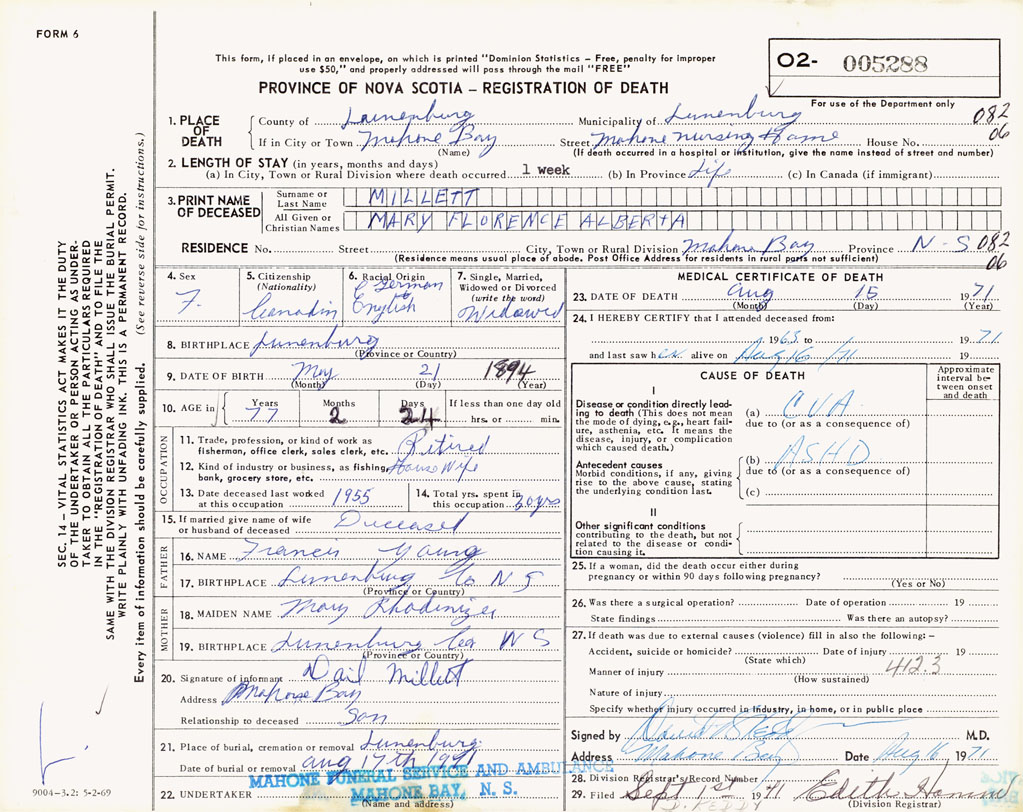 FORM 6
This form, if placed in an envelope, on which is printed "Dominion Statistics – Free, penalty for improper
use $50," and properly addressed will pass through the mail "FREE"
O2- 005288
For use of the Department only
PROVINCE OF NOVA SCOTIA – REGISTRATION OF DEATH
1. PLACE OF DEATH County of Lunenburg Municipality of Lunenburg 082
If in City or Town Mahone Bay (Name) Street Mahone Nursing Home House No. 06
(If death occurred in a hospital or institution, give the name instead of street and number)
2. LENGTH OF STAY (in years, months and days)
(a) In City, Town or Rural Division where death occurred 1 week (b) In Province Life (c) In Canada (if immigrant)
3. PRINT NAME OF DECEASED Surname or Last Name MILLETT
All Given or Christian Names MARY FLORENCE ALBERTA
RESIDENCE No. Street City, Town or Rural Division Mahone Bay Province N-S 082
(Residence means usual place of abode. Post Office Address for residents in rural parts not sufficient) 06
SEC. 14 – VITAL STATISTICS ACT MAKES IT THE DUTY
OF THE UNDERTAKER OR PERSON ACTING AS UNDER-
TAKER TO OBTAIN ALL THE PARTICULARS REQUIRED
IN THE "REGISTRATION OF DEATH" AND TO FILE THE
SAME WITH THE DIVISION REGISTRAR WHO SHALL ISSUE THE BURIAL PERMIT.
WRITE PLAINLY WITH UNFADING INK. THIS IS A PERMANENT RECORD.
Every item of information should be carefully supplied. (See reverse side for instructions.)
4. Sex F.
5. Citizenship (Nationality) Canadin
6. Racial Origin German English
7. Single, Married, Widowed or Divorced (write the word) Widowed
8. BIRTHPLACE Lunenburg
(Province or Country)
9. DATE OF BIRTH May 21 1894
(Month) (Day) (Year)
10. AGE in Years 77 Months 2 Days 24 If less than one day old hrs. or min.
OCCUPATION
11. Trade, profession, or kind of work as
fisherman, office clerk, sales clerk, etc. Ritired
12. Kind of industry or business, as fishing, House Wife
bank, grocery store, etc.
13. Date deceased last worked at this occupation 1955
14. Total yrs. spent in this occupation 30 yrs
15. If married give name of wife
or husband of deceased Duceased
FATHER
16. NAME Francis Young
17. BIRTHPLACE Lunenburg Co N S
(Province or Country)
MOTHER
18. MAIDEN NAME Mary Rhodinizer
19. BIRTHPLACE Lunenburg Co N S
(Province or Country)
20. Signature of informant Dail Millett
Address Mahone Bay
Relationship to deceased Son
21. Place of burial, cremation or removal Lunenburg
Date of burial or removal Aug 17th 1971
MAHONE FUNERAL SERVICE AND AMBULANCE
MAHONE BAY, N. S.
22. UNDERTAKER
(Name and address)
9004–3.2: 5-2-69
MEDICAL CERTIFICATE OF DEATH
23. DATE OF DEATH Aug 15 1971
(Month) (Day) (Year)
24. I HEREBY CERTIFY that I attended deceased from:
1965 to 1971
and last saw her alive on Aug 16/71 19
CAUSE OF DEATH
Approximate interval between onset and death
I
Disease or condition directly lead-
ing to death (This does not mean
the mode of dying, e.g., heart fail-
ure, asthenia, etc. It means the
disease, injury, or complication
which caused death.)
(a) CVA
due to (or as a consequence of)
Antecedent causes
Morbid conditions, if any, giving
rise to the above cause, stating
the underlying condition last.
(b) ASHD
due to (or as a consequence of)
(c)
II
Other significant conditions
contributing to the death, but not
related to the disease or condi-
tion causing it.
25. If a woman, did the death occur either during
pregnancy or within 90 days following pregnancy?
(Yes or No)
26. Was there a surgical operation? Date of operation 19
State findings Was there an autopsy?
27. If death was due to external causes (violence) fill in also the following: –
Accident, suicide or homicide? Date of injury 19
(State which)
Manner of injury 412.3
(How sustained)
Nature of injury
Specify whether injury occurred in industry, in home, or in public place
Signed by M.D.
Address Mahone Bay Date Aug 16 1971
28. Division Registrar's Record Number
29. Filed Sept 1st 1971 Edith Hamm
(Division Registrar)